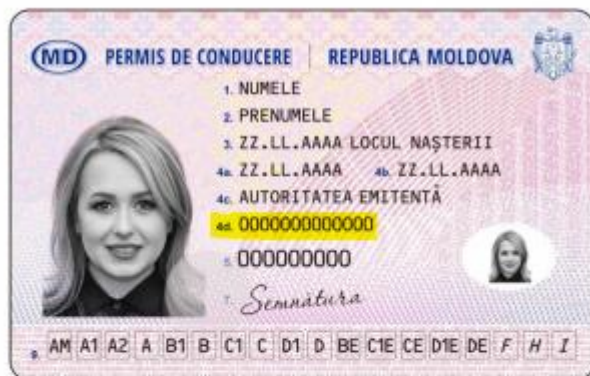 MD PERMIS DE CONDUCERE REPUBLICA MOLDOVA
1. NUMELE
2. PRENUMELE
3. ZZ.LL.AAAA LOCUL NAȘTERII
4a. ZZ.LL.AAAA 4b. ZZ.LL.AAAA
4c. AUTORITATEA EMITENTĂ
4d. 0000000000000
5. 000000000
7. Semnătura
9. AM A1 A2 A B1 B C1 C D1 D BE C1E CE D1E DE F H I